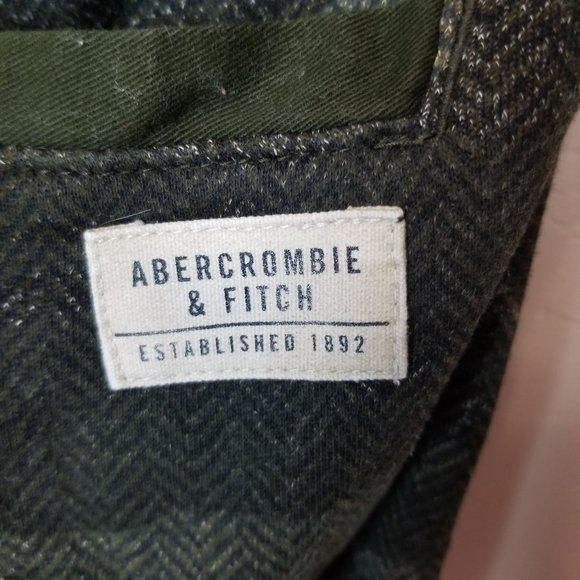 ABERCROMBIE
& FITCH
ESTABLISHED 1892